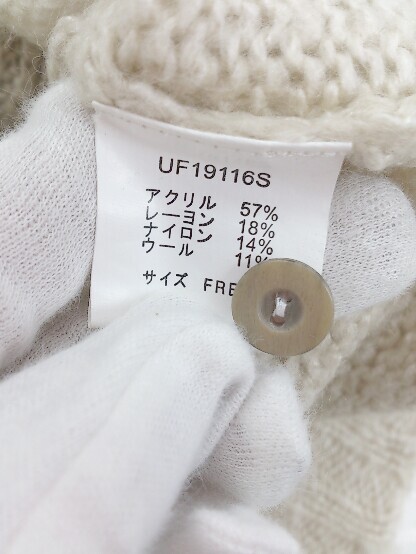 UF19116S
アクリル 57%
レーヨン 18%
ナイロン 14%
ウール 11%
サイズ FRE